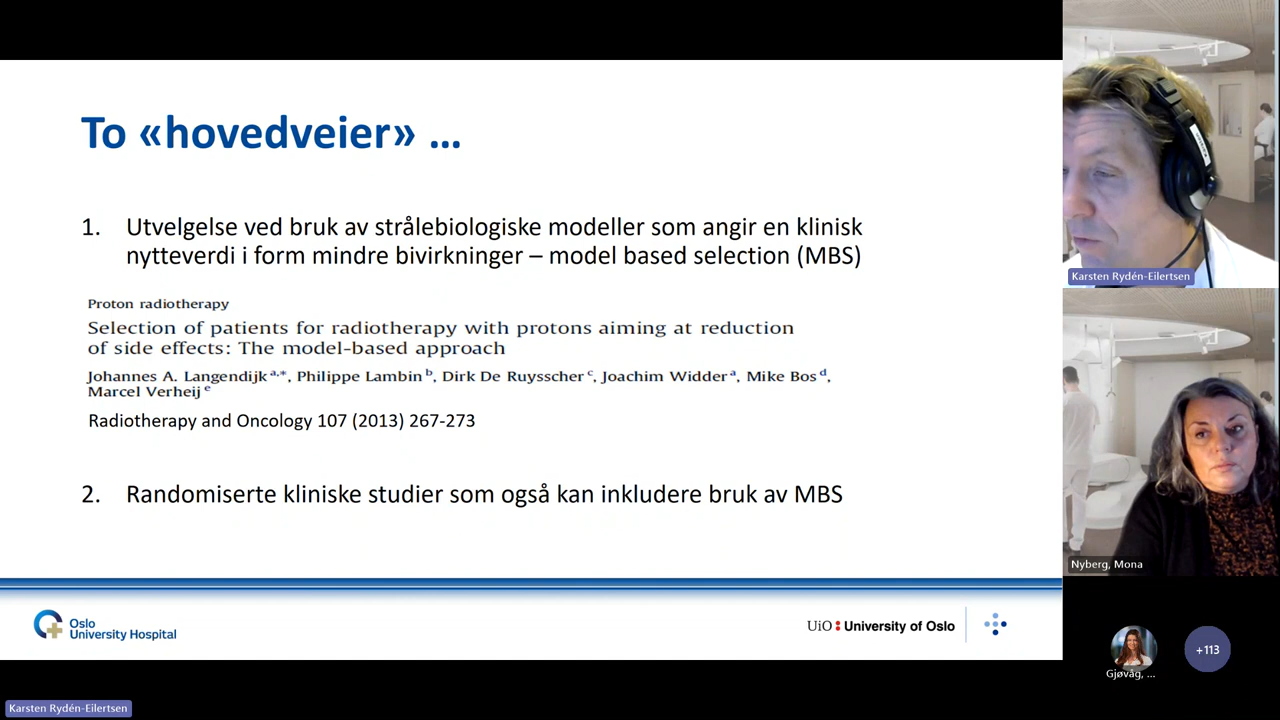 To «hovedveier» ...
1. Utvelgelse ved bruk av strålebiologiske modeller som angir en klinisk
nytteverdi i form mindre bivirkninger – model based selection (MBS)
Proton radiotherapy
Selection of patients for radiotherapy with protons aiming at reduction
of side effects: The model-based approach
Johannes A. Langendijk a,*, Philippe Lambin b, Dirk De Ruysscher c, Joachim Widder a, Mike Bos d,
Marcel Verheij e
Radiotherapy and Oncology 107 (2013) 267-273
2. Randomiserte kliniske studier som også kan inkludere bruk av MBS
Oslo
University Hospital
UiO : University of Oslo
Karsten Rydén-Eilertsen
Karsten Rydén-Eilertsen
Nyberg, Mona
Gjøvåg, ...
+113